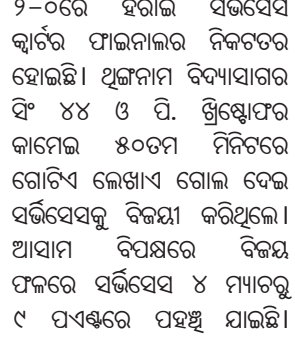 ୨-୦ରେ ହରାଇ ସର୍ଭିସେସ
କ୍ୱାର୍ଟର ଫାଇନାଲର ନିକଟତର
ହୋଇଛି। ଥିଙ୍ଗନାମ ବିଦ୍ୟାସାଗର
ସିଂ ୪୪ ଓ ପି. ଖ୍ରିଷ୍ଟୋଫର
କାମେଇ ୫୦ତମ ମିନିଟରେ
ଗୋଟିଏ ଲେଖାଏ ଗୋଲ ଦେଇ
ସର୍ଭିସେସକୁ ବିଜୟୀ କରିଥିଲେ।
ଆସାମ ବିପକ୍ଷରେ ବିଜୟ
ଫଳରେ ସର୍ଭିସେସ ୪ ମ୍ୟାଚରୁ
୯ ପଏଣ୍ଟରେ ପହଞ୍ଚି ଯାଇଛି।